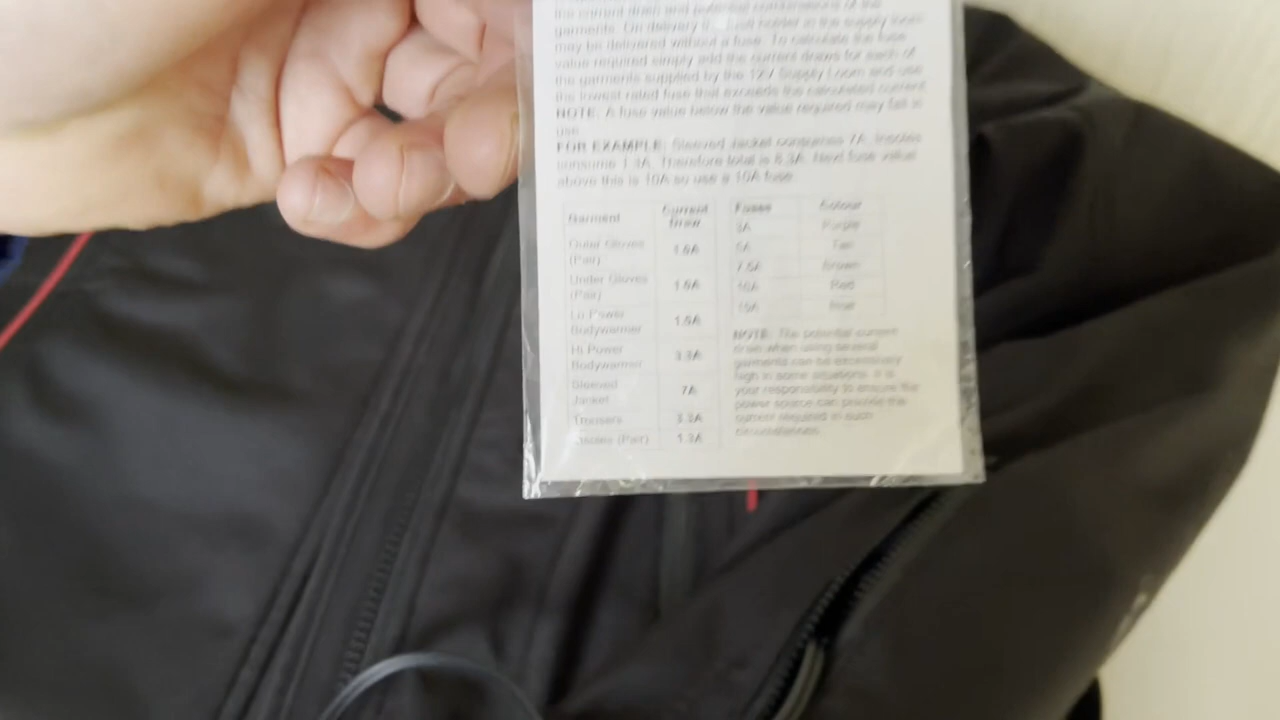 the current drain and potential combinations of the
garments. On delivery the fuse holder in the supply loom
may be delivered without a fuse. To calculate the fuse
value required simply add the current draws for each of
the garments supplied by the 12V Supply Loom and use
the lowest rated fuse that exceeds the calculated current
NOTE: A fuse value below the value required may fail in
use
FOR EXAMPLE: Sleeved Jacket consumes 7A. Insoles
consume 1.3A. Therefore total is 8.3A. Next fuse value
above this is 10A so use a 10A fuse
Garment Current Draw
Outer Gloves (Pair)
Under Gloves (Pair)
Lo Power Bodywarmer
Hi Power Bodywarmer 3.3A
Sleeved Jacket 7A
Trousers 3.3A
Insoles (Pair) 1.3A
Fuses Colour
3A Purple
5A Tan
7.5A Brown
10A Red
15A Blue
NOTE: The potential current
drain when using several
garments can be excessively
high in some situations. It is
your responsibility to ensure the
power source can provide the
current required in such
circumstances.